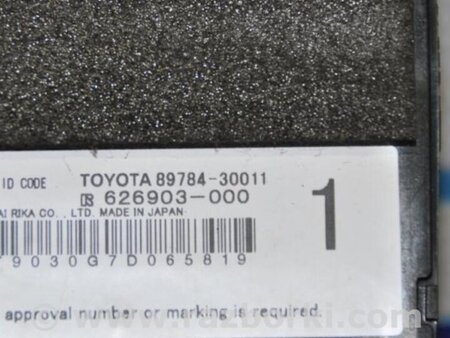 ID CODE TOYOTA 89784-30011
R 626903-000
AI RIKA CO., LTD. MADE IN JAPAN
1
9030G7D065819
approval number or marking is required.
www.razborki.com